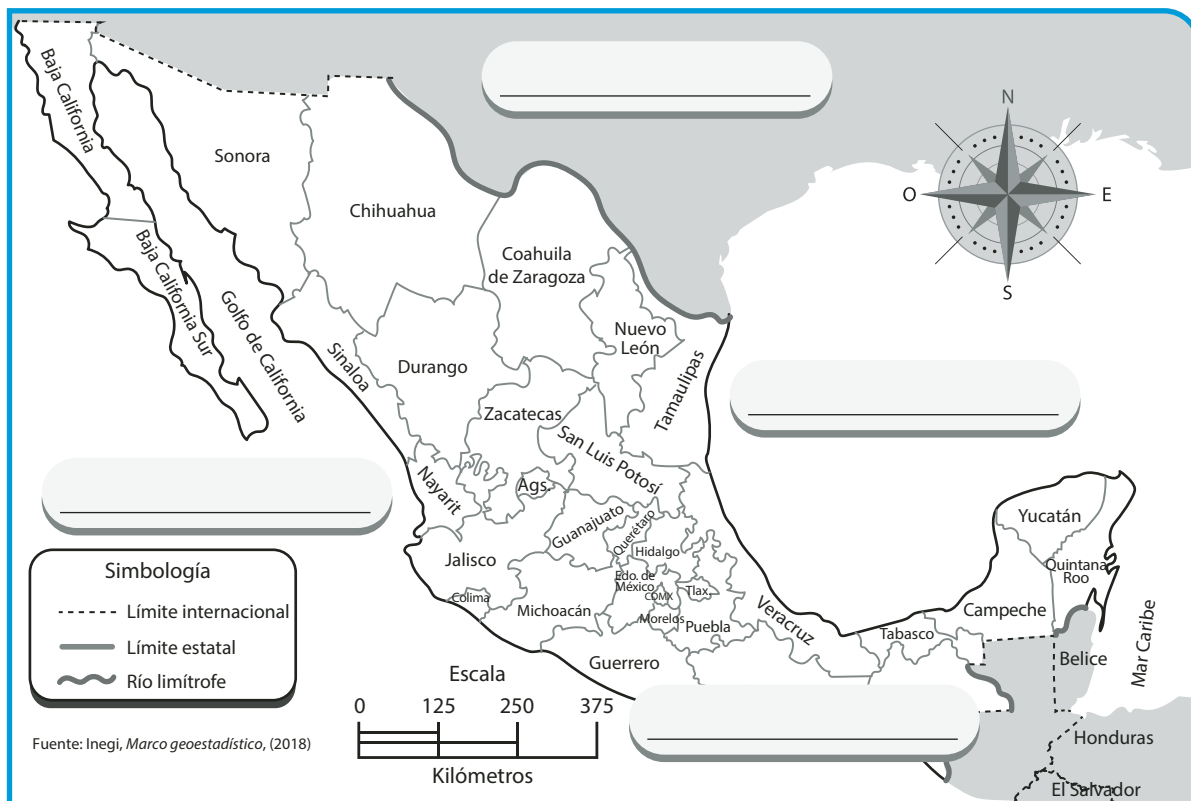 Baja California
Sonora
Chihuahua
Coahuila
de Zaragoza
N
O
E
S
Baja California Sur
Golfo de California
Sinaloa
Durango
Nuevo
León
Tamaulipas
Zacatecas
San Luis Potosí
Nayarit
Ags.
Guanajuato
Querétaro
Hidalgo
Jalisco
Colima
Michoacán
Edo. de
México
CDMX
Tlax.
Morelos
Puebla
Veracruz
Guerrero
Tabasco
Campeche
Yucatán
Quintana
Roo
Belice
Mar Caribe
Honduras
El Salvador
Simbología
Límite internacional
Límite estatal
Río limítrofe
Escala
0 125 250 375
Kilómetros
Fuente: Inegi, Marco geoestadístico, (2018)